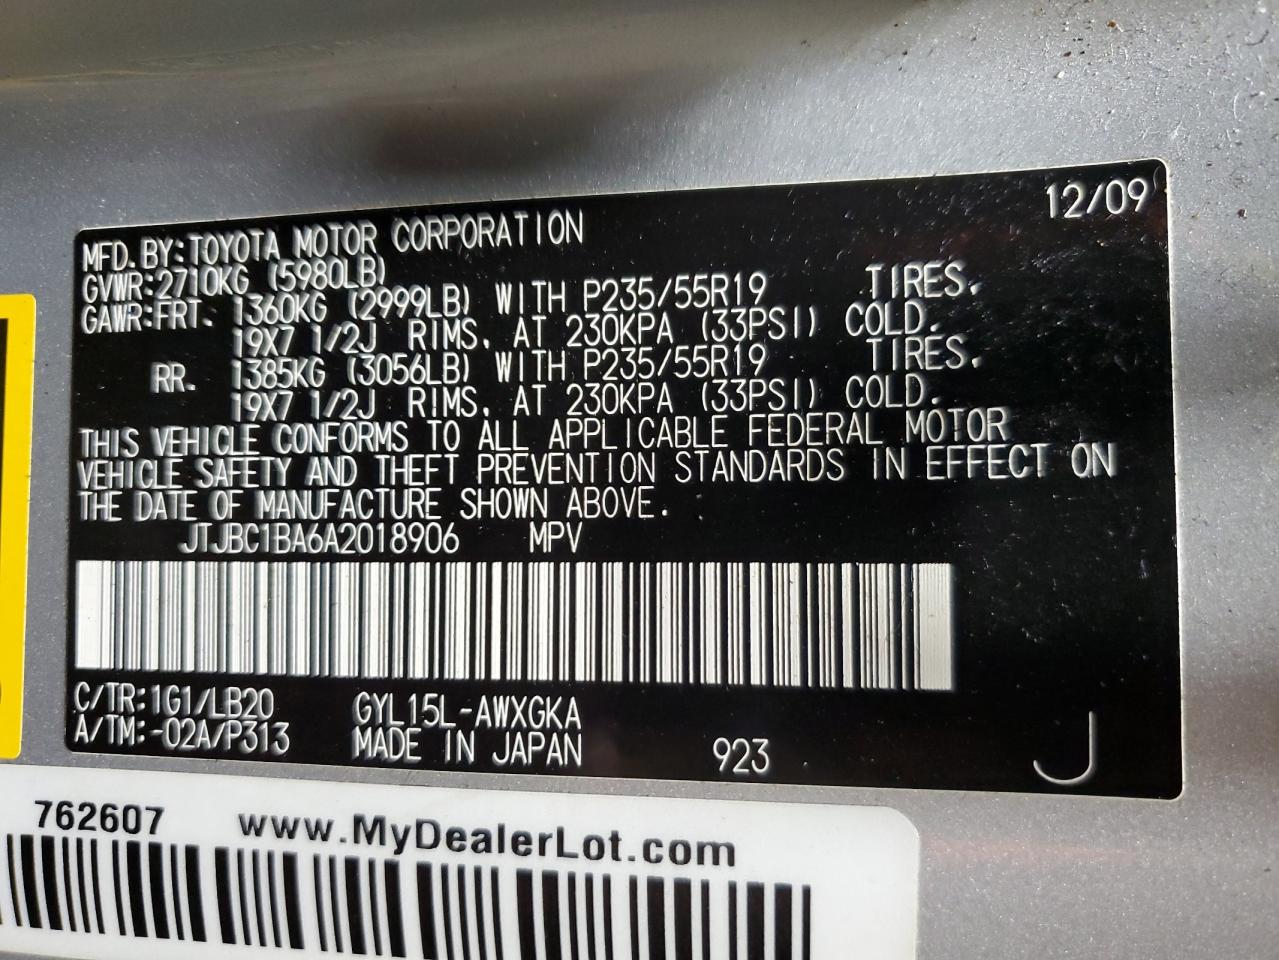 12/09
MFD. BY: TOYOTA MOTOR CORPORATION
GVWR: 2710KG (5980LB)
GAWR: FRT. 1360KG (2999LB) WITH P235/55R19 TIRES.
19X7 1/2J RIMS. AT 230KPA (33PSI) COLD.
RR. 1385KG (3056LB) WITH P235/55R19 TIRES.
19X7 1/2J RIMS. AT 230KPA (33PSI) COLD.
THIS VEHICLE CONFORMS TO ALL APPLICABLE FEDERAL MOTOR
VEHICLE SAFETY AND THEFT PREVENTION STANDARDS IN EFFECT ON
THE DATE OF MANUFACTURE SHOWN ABOVE.
JTJBC1BA6A2018906 MPV
C/TR: 1G1/LB20 GYL15L-AWXGKA
A/TM: -02A/P313 MADE IN JAPAN 923 J
762607 www.MyDealerLot.com